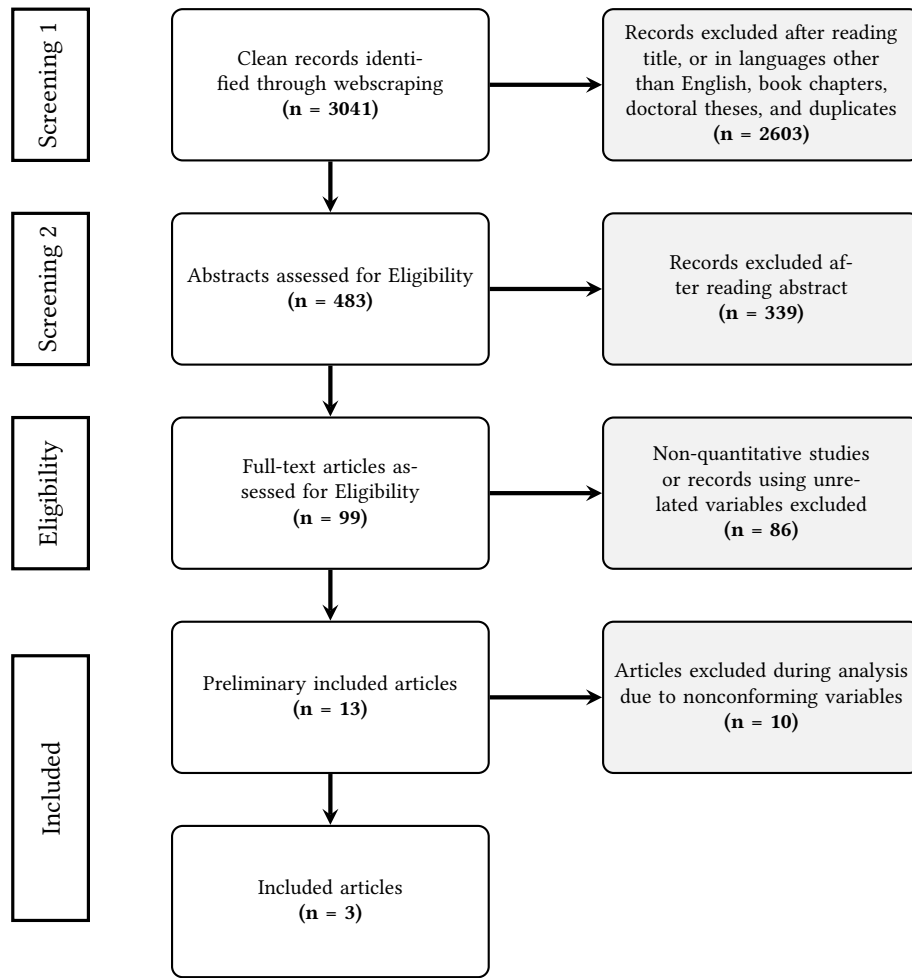 Screening 1
Clean records identi-
fied through webscraping
(n = 3041)
Records excluded after reading
title, or in languages other
than English, book chapters,
doctoral theses, and duplicates
(n = 2603)
Screening 2
Abstracts assessed for Eligibility
(n = 483)
Records excluded af-
ter reading abstract
(n = 339)
Eligibility
Full-text articles as-
sessed for Eligibility
(n = 99)
Non-quantitative studies
or records using unre-
lated variables excluded
(n = 86)
Included
Preliminary included articles
(n = 13)
Articles excluded during analysis
due to nonconforming variables
(n = 10)
Included articles
(n = 3)